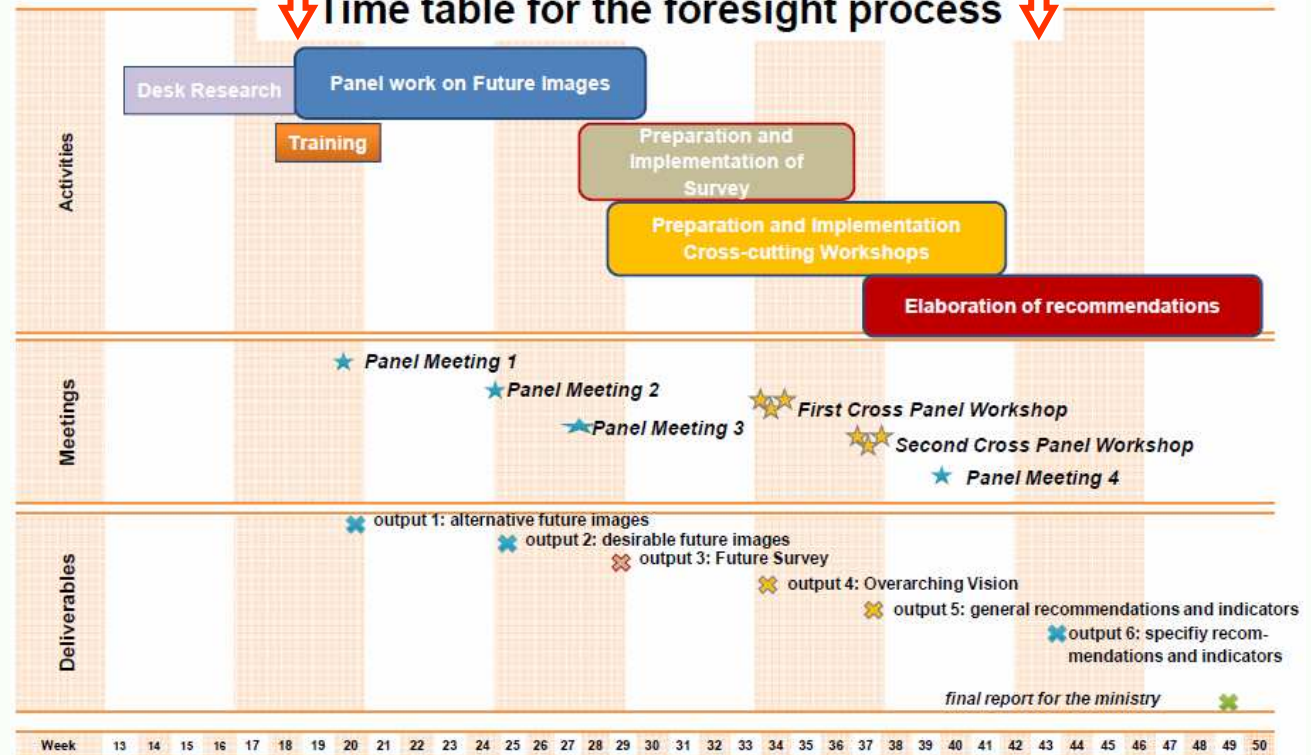 Time table for the foresight process
Activities
Desk Research
Panel work on Future Images
Training
Preparation and
Implementation of
Survey
Preparation and Implementation
Cross-cutting Workshops
Elaboration of recommendations
Meetings
Panel Meeting 1
Panel Meeting 2
Panel Meeting 3
First Cross Panel Workshop
Second Cross Panel Workshop
Panel Meeting 4
Deliverables
output 1: alternative future images
output 2: desirable future images
output 3: Future Survey
output 4: Overarching Vision
output 5: general recommendations and indicators
output 6: specifiy recom-
mendations and indicators
final report for the ministry
Week 13 14 15 16 17 18 19 20 21 22 23 24 25 26 27 28 29 30 31 32 33 34 35 36 37 38 39 40 41 42 43 44 45 46 47 48 49 50